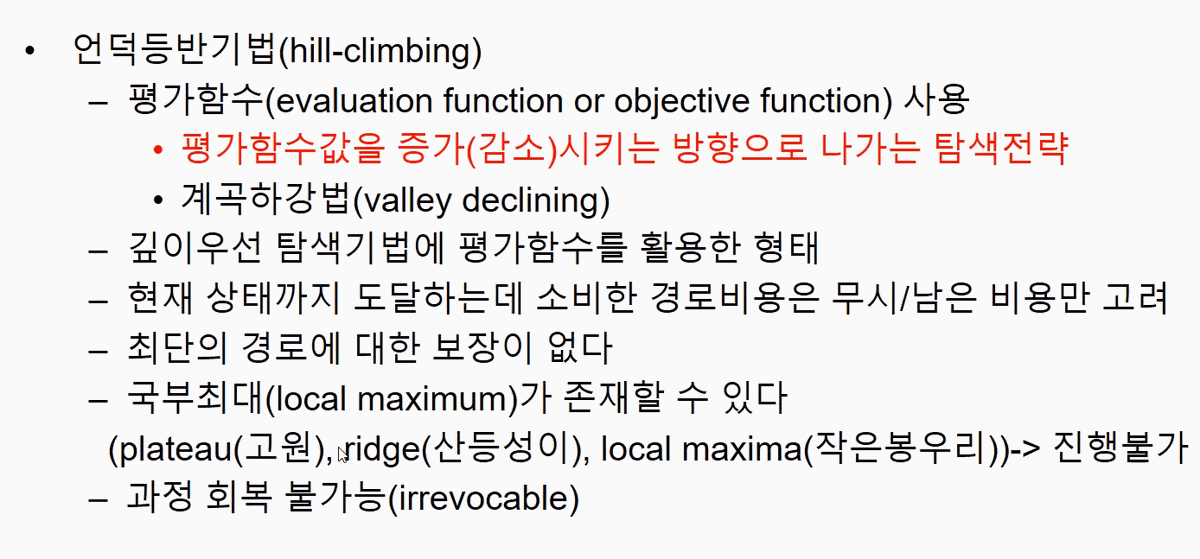 • 언덕등반기법(hill-climbing)
– 평가함수(evaluation function or objective function) 사용
• 평가함수값을 증가(감소)시키는 방향으로 나가는 탐색전략
• 계곡하강법(valley declining)
– 깊이우선 탐색기법에 평가함수를 활용한 형태
– 현재 상태까지 도달하는데 소비한 경로비용은 무시/남은 비용만 고려
– 최단의 경로에 대한 보장이 없다
– 국부최대(local maximum)가 존재할 수 있다
(plateau(고원), ridge(산등성이), local maxima(작은봉우리))-> 진행불가
– 과정 회복 불가능(irrevocable)